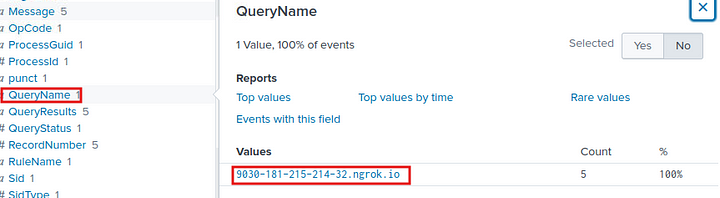 a Message 5
a OpCode 1
a ProcessGuid 1
# ProcessId 1
a punct 1
a QueryName 1
a QueryResults 5
# QueryStatus 1
# RecordNumber 5
a RuleName 1
a Sid 1
# SidType 1
QueryName
1 Value, 100% of events
Selected Yes No
Reports
Top values Top values by time Rare values
Events with this field
Values Count %
9030-181-215-214-32.ngrok.io 5 100%